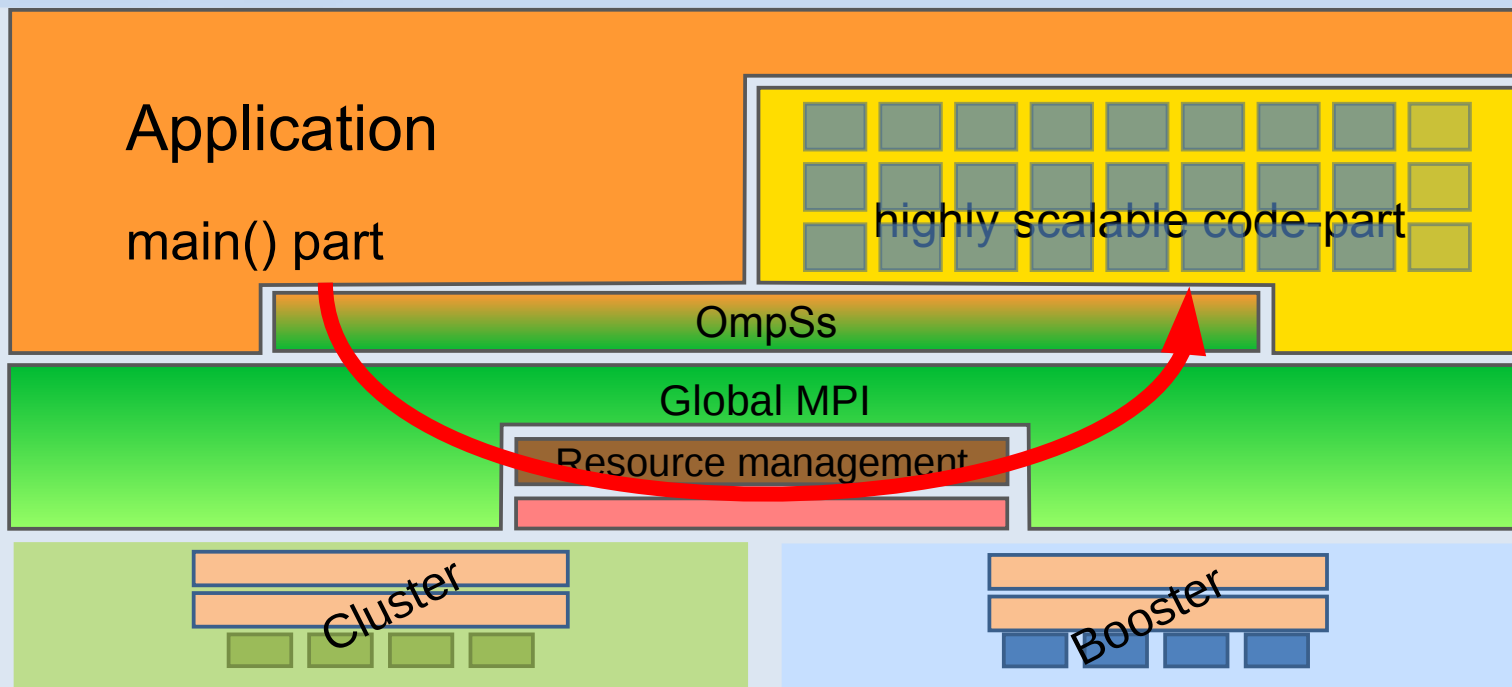 Application
main() part
highly scalable code-part
OmpSs
Global MPI
Resource management
Cluster
Booster